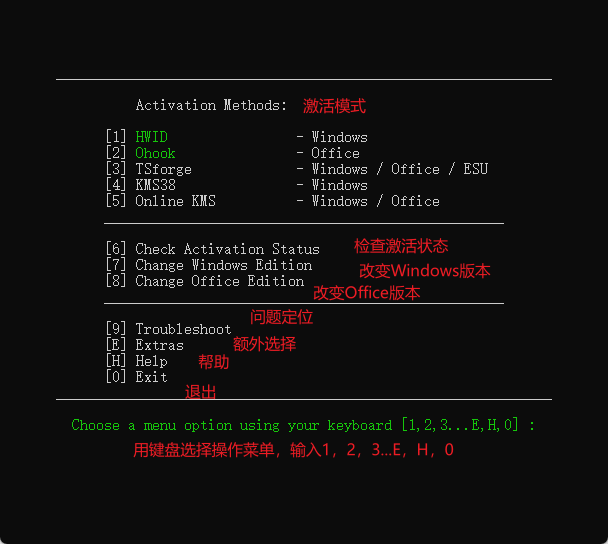 Activation Methods: 激活模式
[1] HWID - Windows
[2] Ohook - Office
[3] TSforge - Windows / Office / ESU
[4] KMS38 - Windows
[5] Online KMS - Windows / Office
[6] Check Activation Status 检查激活状态
[7] Change Windows Edition 改变Windows版本
[8] Change Office Edition 改变Office版本
[9] Troubleshoot 问题定位
[E] Extras 额外选择
[H] Help 帮助
[0] Exit 退出
Choose a menu option using your keyboard [1,2,3...E,H,0] :
用键盘选择操作菜单，输入1，2，3...E，H，0